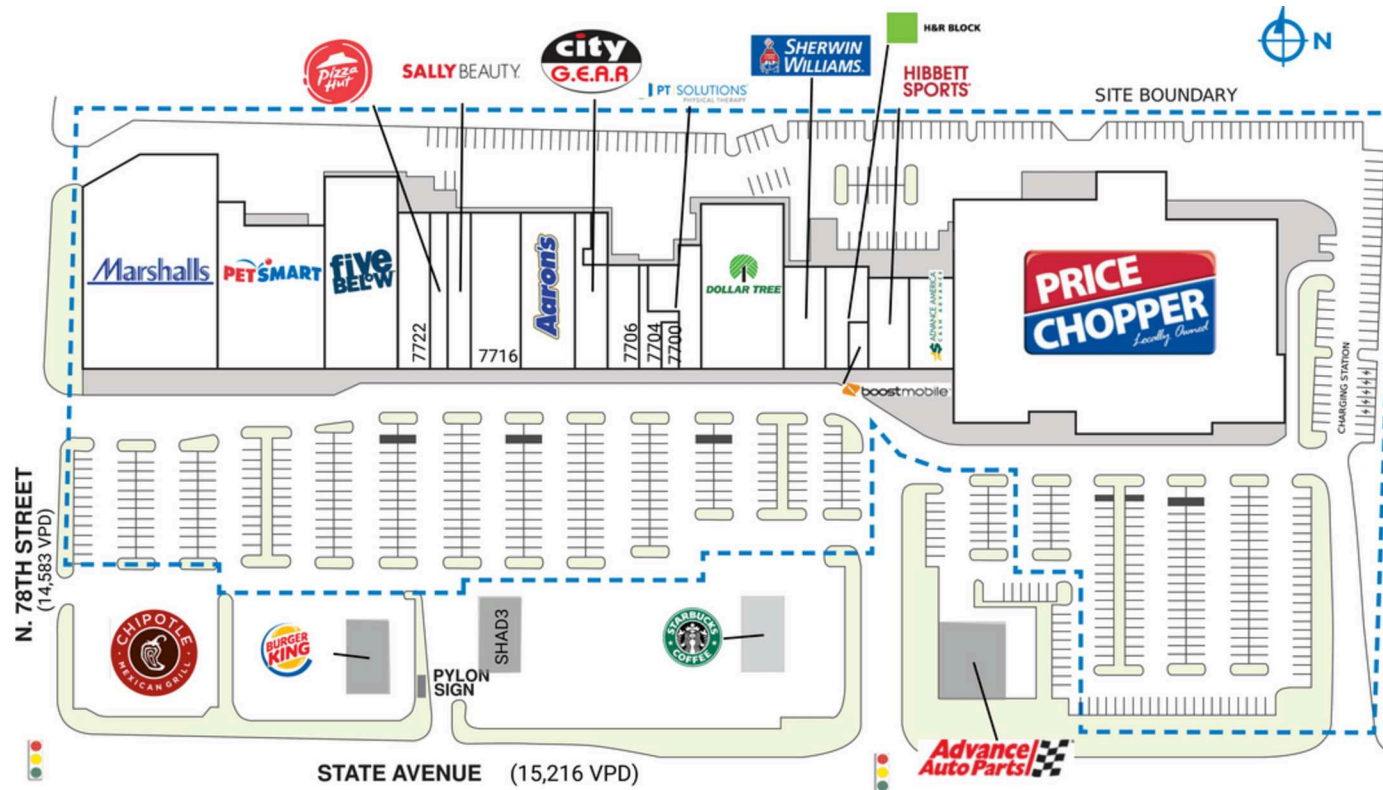 H&R BLOCK
N
Pizza
Hut
SALLY BEAUTY
city
G.E.A.R
PT SOLUTIONS
PHYSICAL THERAPY
SHERWIN
WILLIAMS.
HIBBETT
SPORTS
SITE BOUNDARY
Marshalls
PETSMART
five
BELOW
7722
7716
Aaron's
7706
7704
7700
DOLLAR TREE
ADVANCE AMERICA
CASH ADVANCE
PRICE
CHOPPER
Locally Owned
boostmobile
CHARGING STATION
N. 78TH STREET
(14,583 VPD)
CHIPOTLE
MEXICAN GRILL
BURGER
KING
PYLON
SIGN
SHAD3
STARBUCKS
COFFEE
Advance
Auto Parts
STATE AVENUE (15,216 VPD)